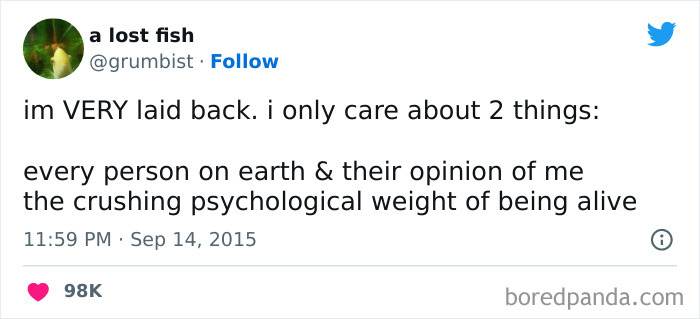 a lost fish
@grumbist · Follow
im VERY laid back. i only care about 2 things:
every person on earth & their opinion of me
the crushing psychological weight of being alive
11:59 PM · Sep 14, 2015
98K
boredpanda.com